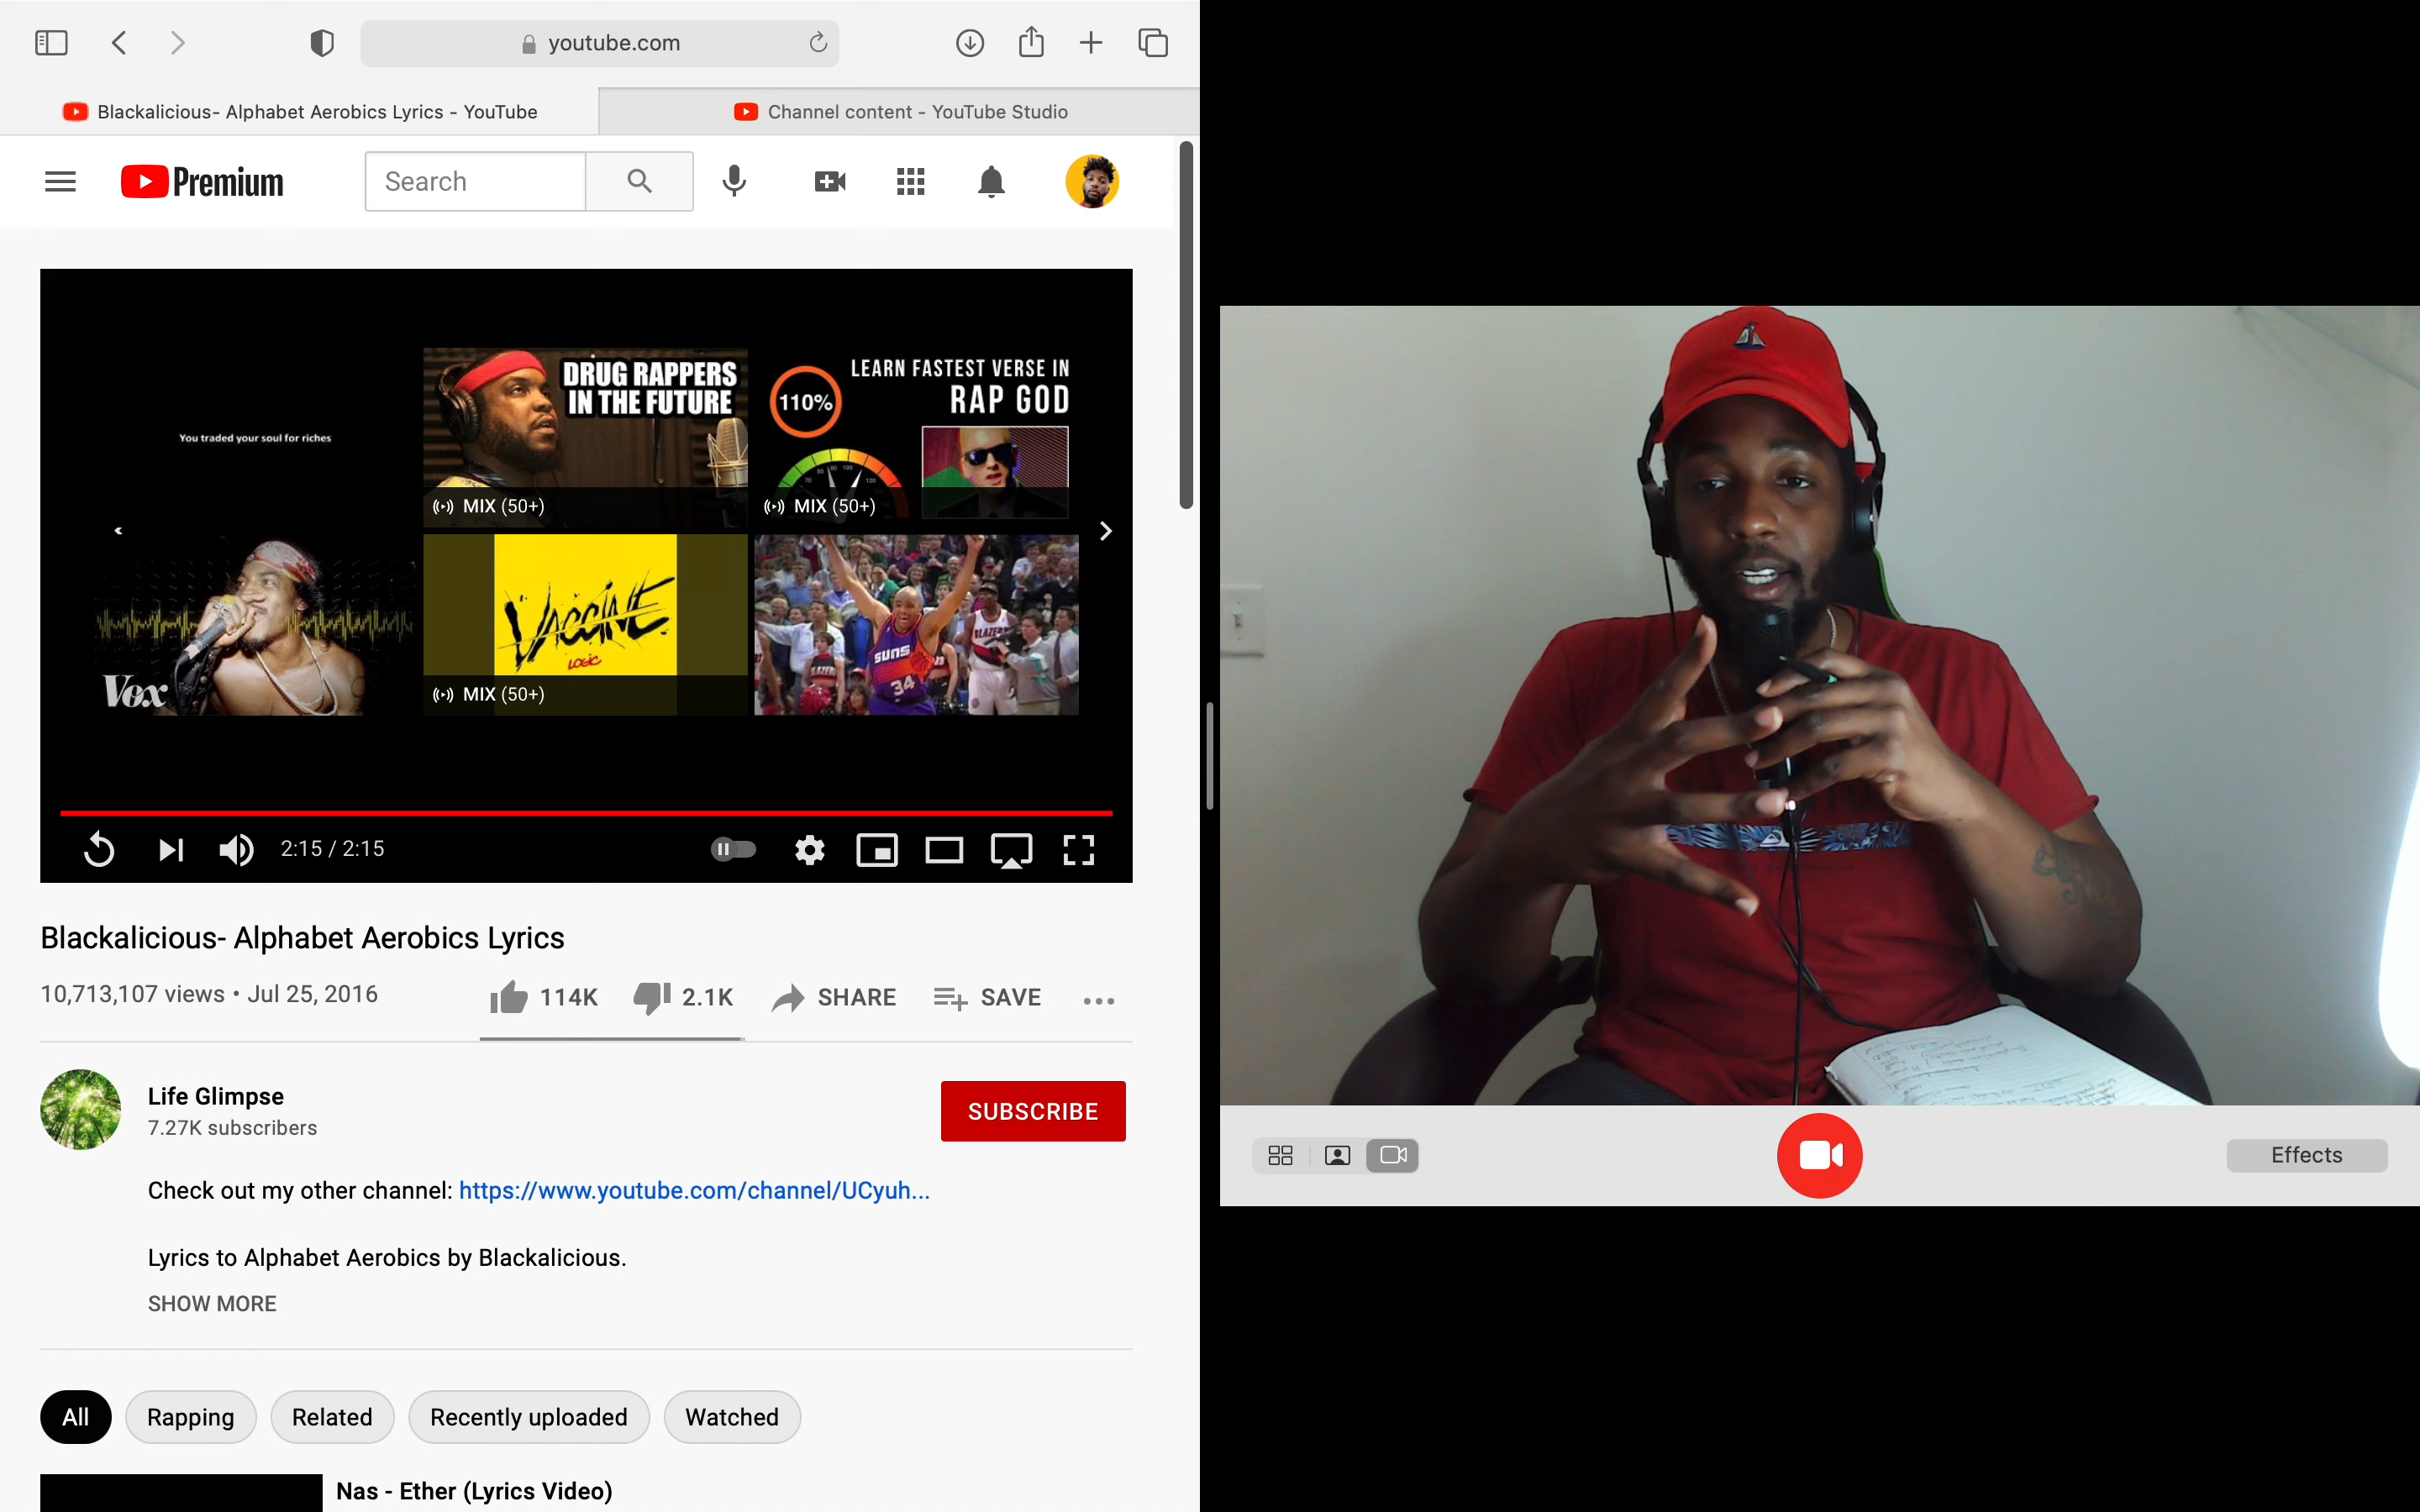 youtube.com
Blackalicious- Alphabet Aerobics Lyrics - YouTube
Channel content - YouTube Studio
Premium
Search
You traded your soul for riches
DRUG RAPPERS
IN THE FUTURE
MIX (50+)
110%
LEARN FASTEST VERSE IN
RAP GOD
MIX (50+)
Vox
VACCINE
LOGIC
MIX (50+)
SUNS
34
BLAZERS
2:15 / 2:15
Blackalicious- Alphabet Aerobics Lyrics
10,713,107 views • Jul 25, 2016
114K
2.1K
SHARE
SAVE
Life Glimpse
7.27K subscribers
SUBSCRIBE
Check out my other channel: https://www.youtube.com/channel/UCyuh...
Lyrics to Alphabet Aerobics by Blackalicious.
SHOW MORE
All
Rapping
Related
Recently uploaded
Watched
Nas - Ether (Lyrics Video)
Effects